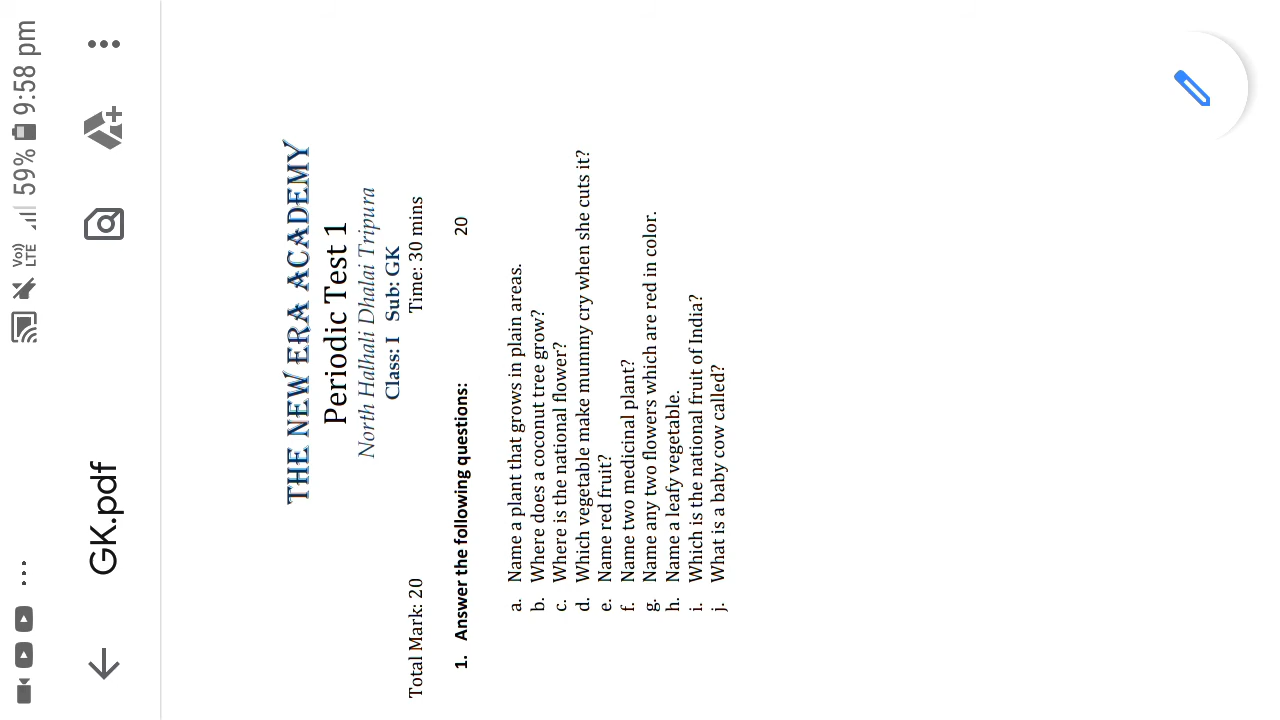 Vo)) LTE 59% 9:58 pm
GK.pdf
THE NEW ERA ACADEMY
Periodic Test 1
North Halhali Dhalai Tripura
Class: I Sub: GK
Total Mark: 20 Time: 30 mins
1. Answer the following questions: 20
a. Name a plant that grows in plain areas.
b. Where does a coconut tree grow?
c. Where is the national flower?
d. Which vegetable make mummy cry when she cuts it?
e. Name red fruit?
f. Name two medicinal plant?
g. Name any two flowers which are red in color.
h. Name a leafy vegetable.
i. Which is the national fruit of India?
j. What is a baby cow called?